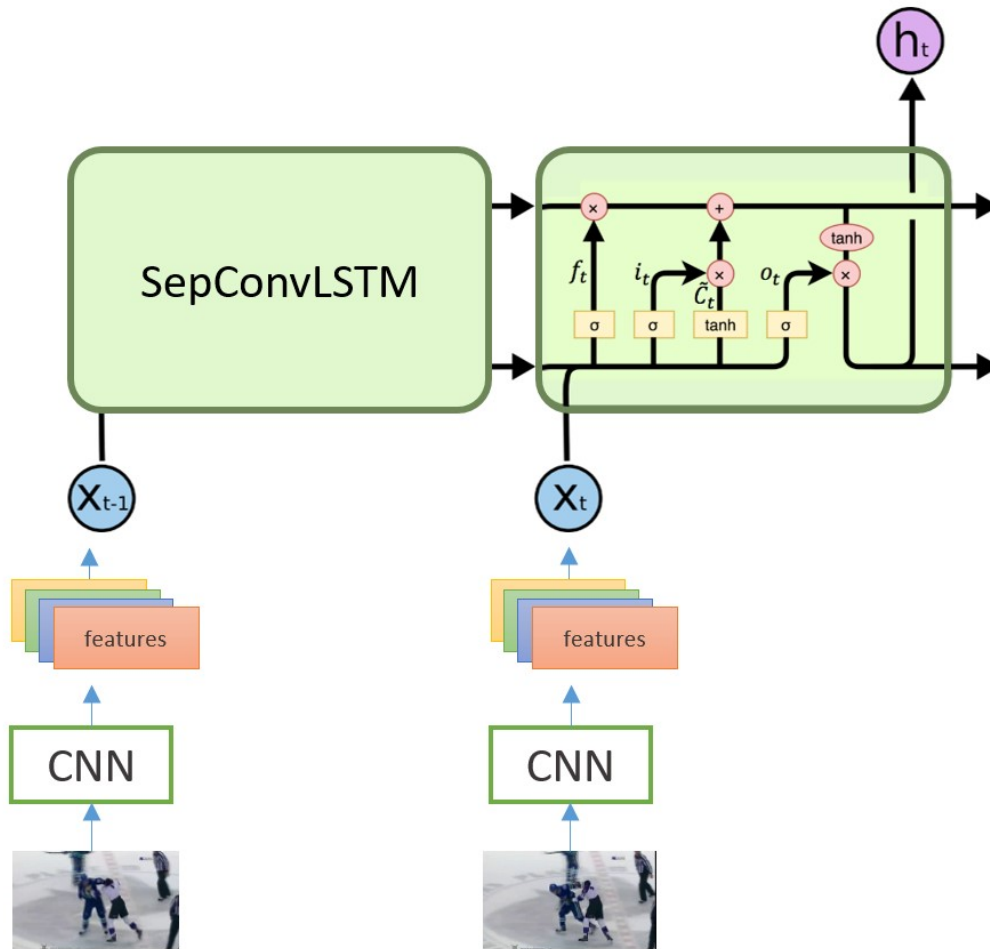 hₜ
SepConvLSTM
× +
tanh
fₜ iₜ × oₜ ×
C̃ₜ
σ σ tanh σ
Xₜ₋₁ Xₜ
features features
CNN CNN